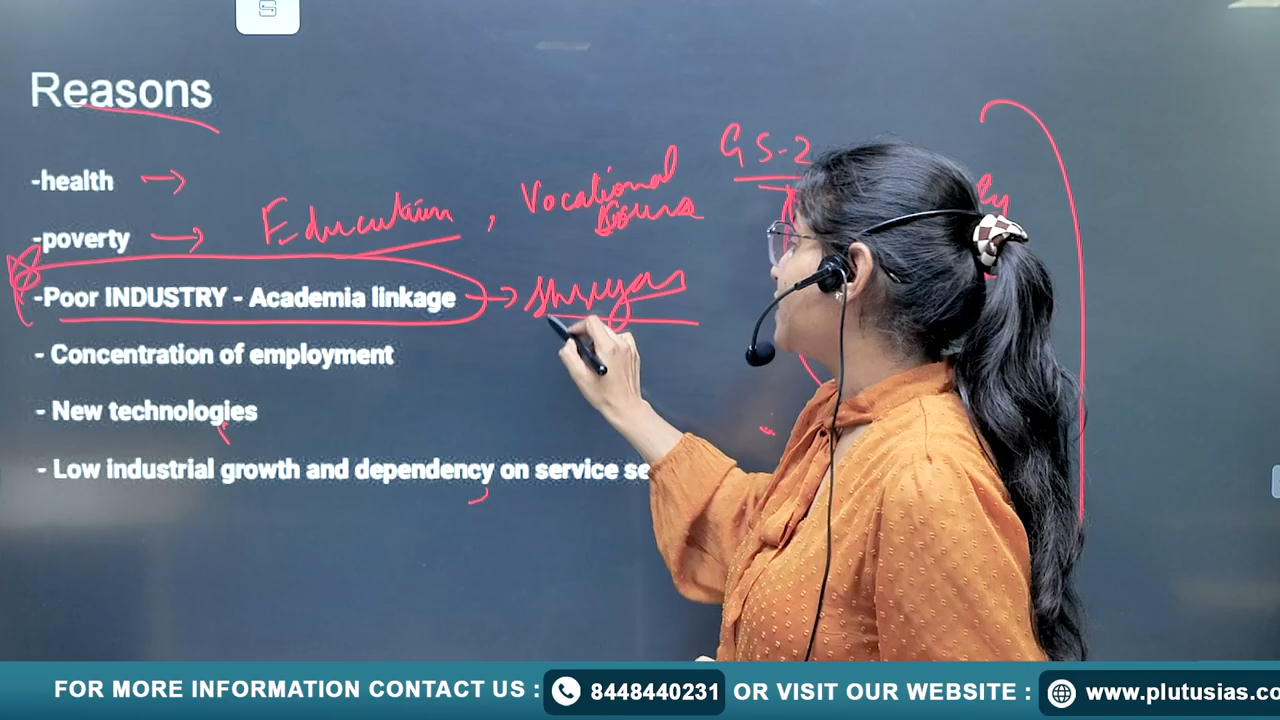 Reasons
GS-2
-health →
Education, Vocational
-poverty →
-Poor INDUSTRY - Academia linkage → Shreyas
- Concentration of employment
- New technologies
- Low industrial growth and dependency on service se
FOR MORE INFORMATION CONTACT US : 8448440231 OR VISIT OUR WEBSITE : www.plutusias.co